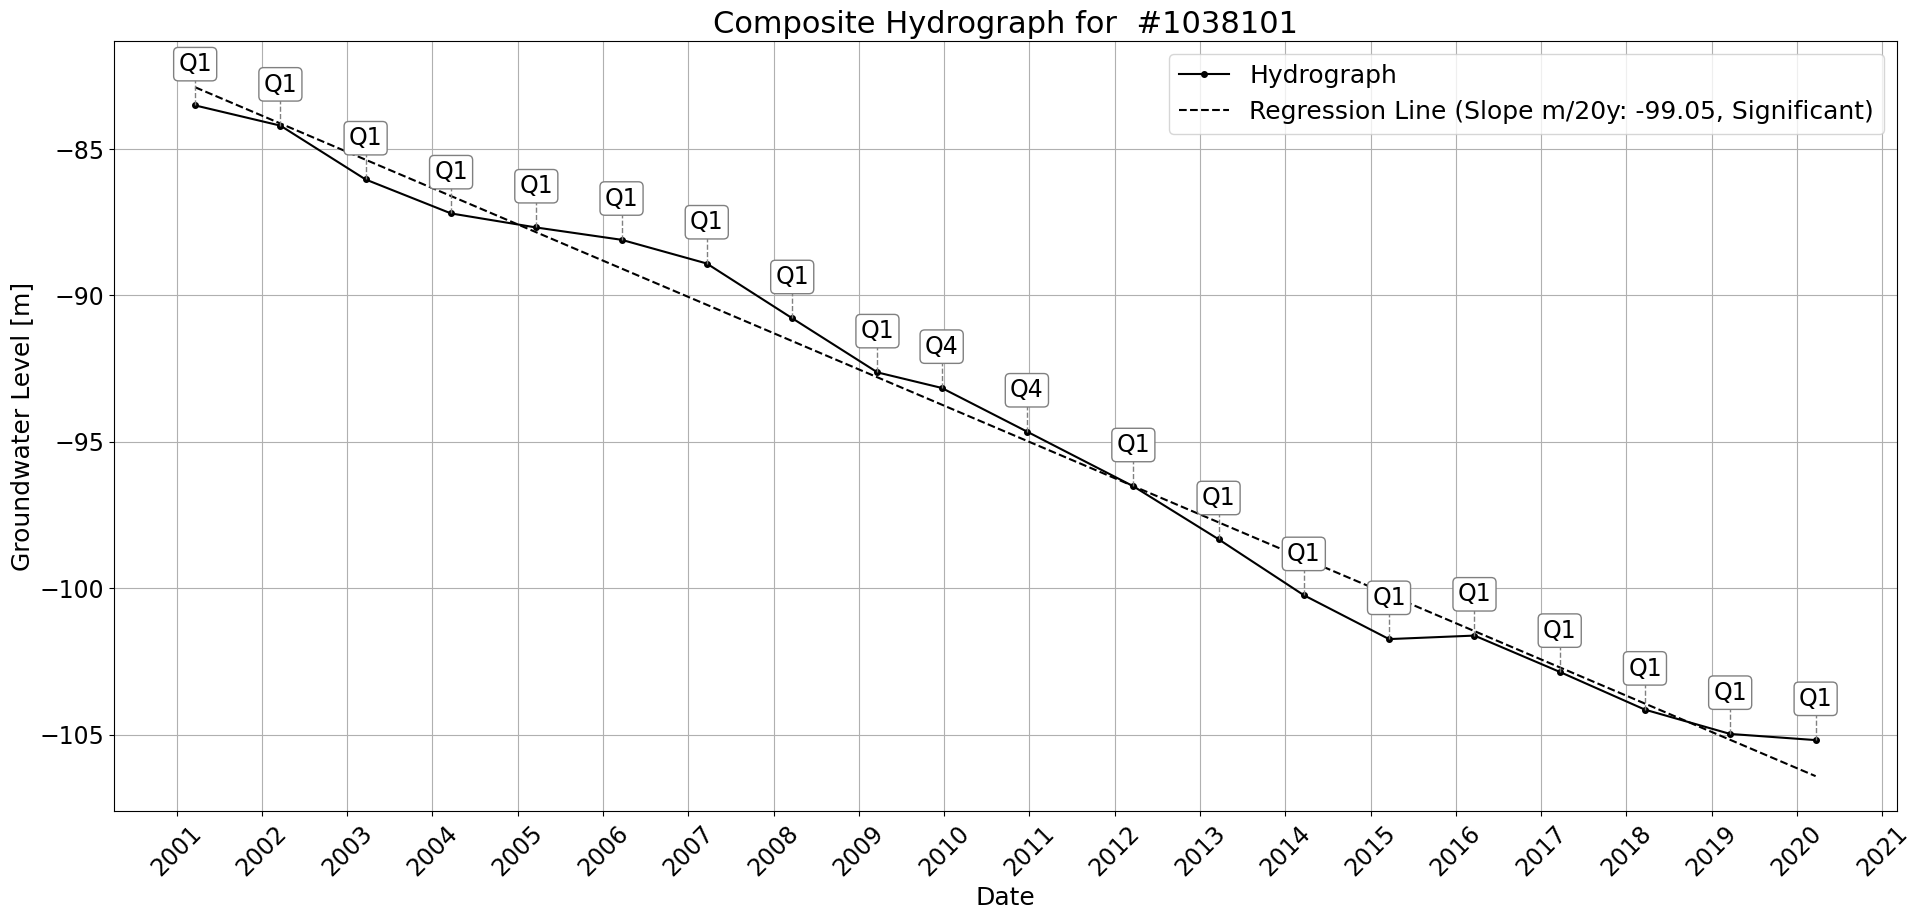 Composite Hydrograph for  #1038101
Hydrograph
Regression Line (Slope m/20y: -99.05, Significant)
Q1
Q1
Q1
Q1
Q1
Q1
Q1
Q1
Q1
Q4
Q4
Q1
Q1
Q1
Q1
Q1
Q1
Q1
Q1
Q1
Groundwater Level [m]
−85
−90
−95
−100
−105
2001
2002
2003
2004
2005
2006
2007
2008
2009
2010
2011
2012
2013
2014
2015
2016
2017
2018
2019
2020
2021
Date